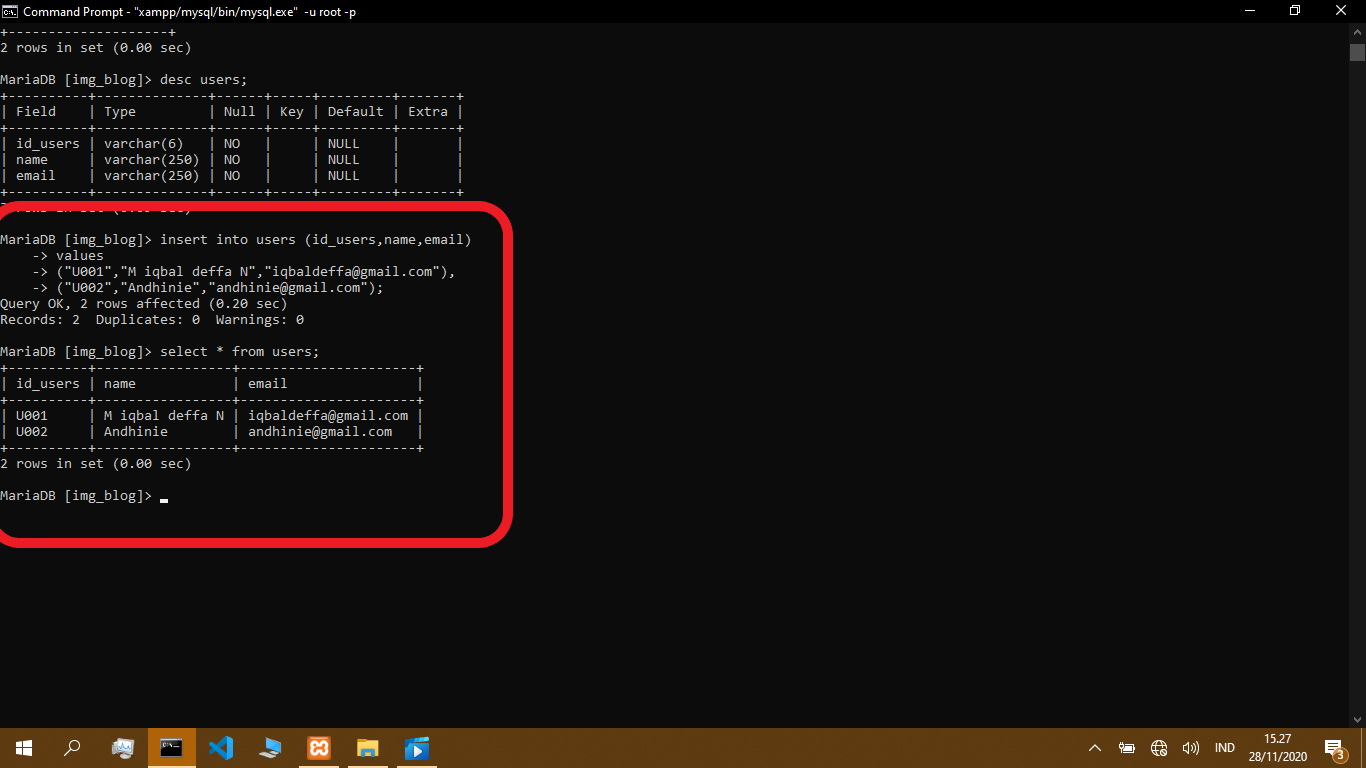 Command Prompt - "xampp/mysql/bin/mysql.exe"  -u root -p
+--------------------+
2 rows in set (0.00 sec)
MariaDB [img_blog]> desc users;
+----------+--------------+------+-----+---------+-------+
| Field    | Type         | Null | Key | Default | Extra |
+----------+--------------+------+-----+---------+-------+
| id_users | varchar(6)   | NO   |     | NULL    |       |
| name     | varchar(250) | NO   |     | NULL    |       |
| email    | varchar(250) | NO   |     | NULL    |       |
+----------+--------------+------+-----+---------+-------+
rows in set
MariaDB [img_blog]> insert into users (id_users,name,email)
    -> values
    -> ("U001","M iqbal deffa N","iqbaldeffa@gmail.com"),
    -> ("U002","Andhinie","andhinie@gmail.com");
Query OK, 2 rows affected (0.20 sec)
Records: 2  Duplicates: 0  Warnings: 0
MariaDB [img_blog]> select * from users;
+----------+-----------------+----------------------+
| id_users | name            | email                |
+----------+-----------------+----------------------+
| U001     | M iqbal deffa N | iqbaldeffa@gmail.com |
| U002     | Andhinie        | andhinie@gmail.com   |
+----------+-----------------+----------------------+
2 rows in set (0.00 sec)
MariaDB [img_blog]>
IND
15.27
28/11/2020
3